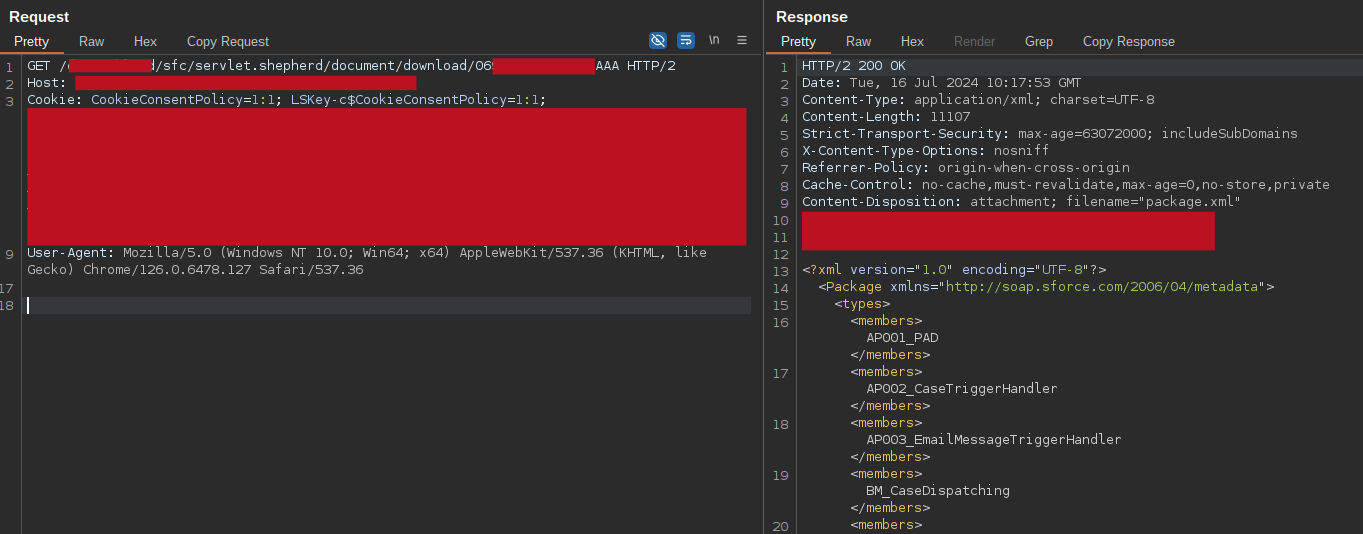 Request
Pretty Raw Hex Copy Request \n
1 GET / d/sfc/servlet.shepherd/document/download/069 AAA HTTP/2
2 Host:
3 Cookie: CookieConsentPolicy=1:1; LSKey-c$CookieConsentPolicy=1:1;
9 User-Agent: Mozilla/5.0 (Windows NT 10.0; Win64; x64) AppleWebKit/537.36 (KHTML, like
Gecko) Chrome/126.0.6478.127 Safari/537.36
17
18
Response
Pretty Raw Hex Render Grep Copy Response
1 HTTP/2 200 OK
2 Date: Tue, 16 Jul 2024 10:17:53 GMT
3 Content-Type: application/xml; charset=UTF-8
4 Content-Length: 11107
5 Strict-Transport-Security: max-age=63072000; includeSubDomains
6 X-Content-Type-Options: nosniff
7 Referrer-Policy: origin-when-cross-origin
8 Cache-Control: no-cache,must-revalidate,max-age=0,no-store,private
9 Content-Disposition: attachment; filename="package.xml"
10
11
12
13 <?xml version="1.0" encoding="UTF-8"?>
14 <Package xmlns="http://soap.sforce.com/2006/04/metadata">
15 <types>
16 <members>
AP001_PAD
</members>
17 <members>
AP002_CaseTriggerHandler
</members>
18 <members>
AP003_EmailMessageTriggerHandler
</members>
19 <members>
BM_CaseDispatching
</members>
20 <members>